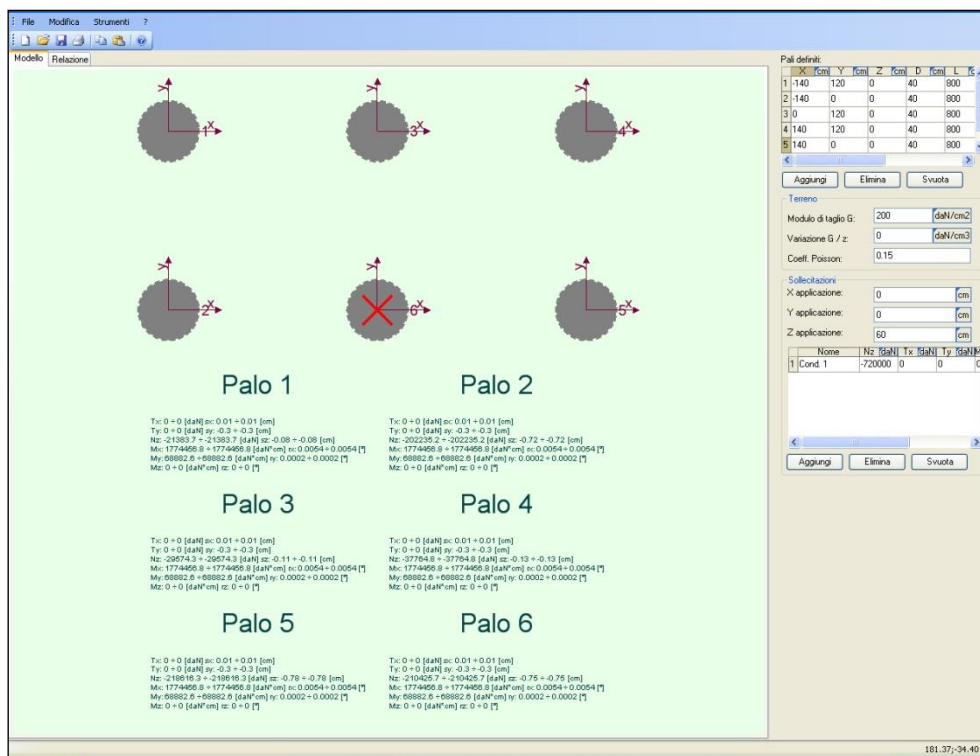 File Modifica Strumenti ?
Modello Relazione
y x 1
y x 3
y x 4
y x 2
y x 6
y x 5
Palo 1 Palo 2
Tx: 0 ÷ 0 [daN] sx: 0.01 ÷ 0.01 [cm]
Ty: 0 ÷ 0 [daN] sy: -0.3 ÷ -0.3 [cm]
Nz: -21383.7 ÷ -21383.7 [daN] sz: -0.08 ÷ -0.08 [cm]
Mx: 1774456.8 ÷ 1774456.8 [daN*cm] rx: 0.0054 ÷ 0.0054 [°]
My: 68882.6 ÷ 68882.6 [daN*cm] ry: 0.0002 ÷ 0.0002 [°]
Mz: 0 ÷ 0 [daN*cm] rz: 0 ÷ 0 [°]
Tx: 0 ÷ 0 [daN] sx: 0.01 ÷ 0.01 [cm]
Ty: 0 ÷ 0 [daN] sy: -0.3 ÷ -0.3 [cm]
Nz: -202235.2 ÷ -202235.2 [daN] sz: -0.72 ÷ -0.72 [cm]
Mx: 1774456.8 ÷ 1774456.8 [daN*cm] rx: 0.0054 ÷ 0.0054 [°]
My: 68882.6 ÷ 68882.6 [daN*cm] ry: 0.0002 ÷ 0.0002 [°]
Mz: 0 ÷ 0 [daN*cm] rz: 0 ÷ 0 [°]
Palo 3 Palo 4
Tx: 0 ÷ 0 [daN] sx: 0.01 ÷ 0.01 [cm]
Ty: 0 ÷ 0 [daN] sy: -0.3 ÷ -0.3 [cm]
Nz: -29574.3 ÷ -29574.3 [daN] sz: -0.11 ÷ -0.11 [cm]
Mx: 1774456.8 ÷ 1774456.8 [daN*cm] rx: 0.0054 ÷ 0.0054 [°]
My: 68882.6 ÷ 68882.6 [daN*cm] ry: 0.0002 ÷ 0.0002 [°]
Mz: 0 ÷ 0 [daN*cm] rz: 0 ÷ 0 [°]
Tx: 0 ÷ 0 [daN] sx: 0.01 ÷ 0.01 [cm]
Ty: 0 ÷ 0 [daN] sy: -0.3 ÷ -0.3 [cm]
Nz: -37764.8 ÷ -37764.8 [daN] sz: -0.13 ÷ -0.13 [cm]
Mx: 1774456.8 ÷ 1774456.8 [daN*cm] rx: 0.0054 ÷ 0.0054 [°]
My: 68882.6 ÷ 68882.6 [daN*cm] ry: 0.0002 ÷ 0.0002 [°]
Mz: 0 ÷ 0 [daN*cm] rz: 0 ÷ 0 [°]
Palo 5 Palo 6
Tx: 0 ÷ 0 [daN] sx: 0.01 ÷ 0.01 [cm]
Ty: 0 ÷ 0 [daN] sy: -0.3 ÷ -0.3 [cm]
Nz: -218616.3 ÷ -218616.3 [daN] sz: -0.78 ÷ -0.78 [cm]
Mx: 1774456.8 ÷ 1774456.8 [daN*cm] rx: 0.0054 ÷ 0.0054 [°]
My: 68882.6 ÷ 68882.6 [daN*cm] ry: 0.0002 ÷ 0.0002 [°]
Mz: 0 ÷ 0 [daN*cm] rz: 0 ÷ 0 [°]
Tx: 0 ÷ 0 [daN] sx: 0.01 ÷ 0.01 [cm]
Ty: 0 ÷ 0 [daN] sy: -0.3 ÷ -0.3 [cm]
Nz: -210425.7 ÷ -210425.7 [daN] sz: -0.75 ÷ -0.75 [cm]
Mx: 1774456.8 ÷ 1774456.8 [daN*cm] rx: 0.0054 ÷ 0.0054 [°]
My: 68882.6 ÷ 68882.6 [daN*cm] ry: 0.0002 ÷ 0.0002 [°]
Mz: 0 ÷ 0 [daN*cm] rz: 0 ÷ 0 [°]
Pali definiti:
X [cm] Y [cm] Z [cm] D [cm] L
1 -140 120 0 40 800
2 -140 0 0 40 800
3 0 120 0 40 800
4 140 120 0 40 800
5 140 0 0 40 800
Aggiungi Elimina Svuota
Terreno
Modulo di taglio G: 200 daN/cm2
Variazione G / z: 0 daN/cm3
Coeff. Poisson: 0.15
Sollecitazioni
X applicazione: 0 cm
Y applicazione: 0 cm
Z applicazione: 60 cm
Nome Nz [daN] Tx [daN] Ty [daN] M
1 Cond. 1 -720000 0 0 0
Aggiungi Elimina Svuota
181.37;-34.40